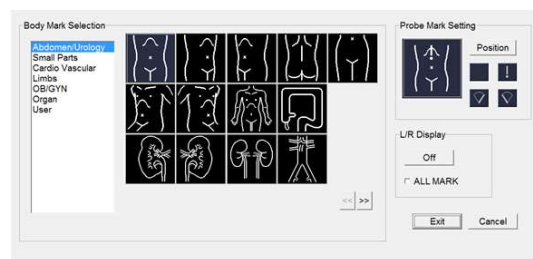 Body Mark Selection
Abdomen/Urology
Small Parts
Cardio Vascular
Limbs
OB/GYN
Organ
User
<< >>
Probe Mark Setting
Position
L/R Display
Off
ALL MARK
Exit Cancel